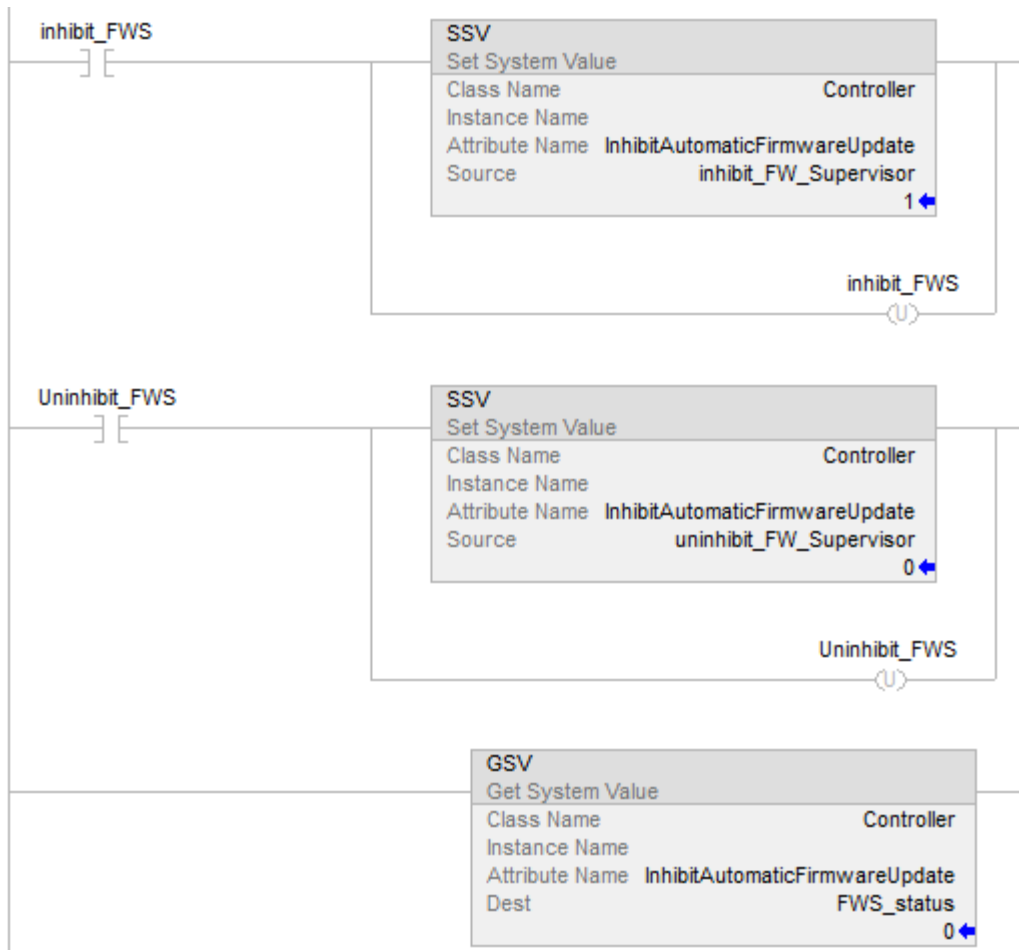 inhibit_FWS
SSV
Set System Value
Class Name Controller
Instance Name
Attribute Name InhibitAutomaticFirmwareUpdate
Source inhibit_FW_Supervisor
1
inhibit_FWS
U
Uninhibit_FWS
SSV
Set System Value
Class Name Controller
Instance Name
Attribute Name InhibitAutomaticFirmwareUpdate
Source uninhibit_FW_Supervisor
0
Uninhibit_FWS
U
GSV
Get System Value
Class Name Controller
Instance Name
Attribute Name InhibitAutomaticFirmwareUpdate
Dest FWS_status
0